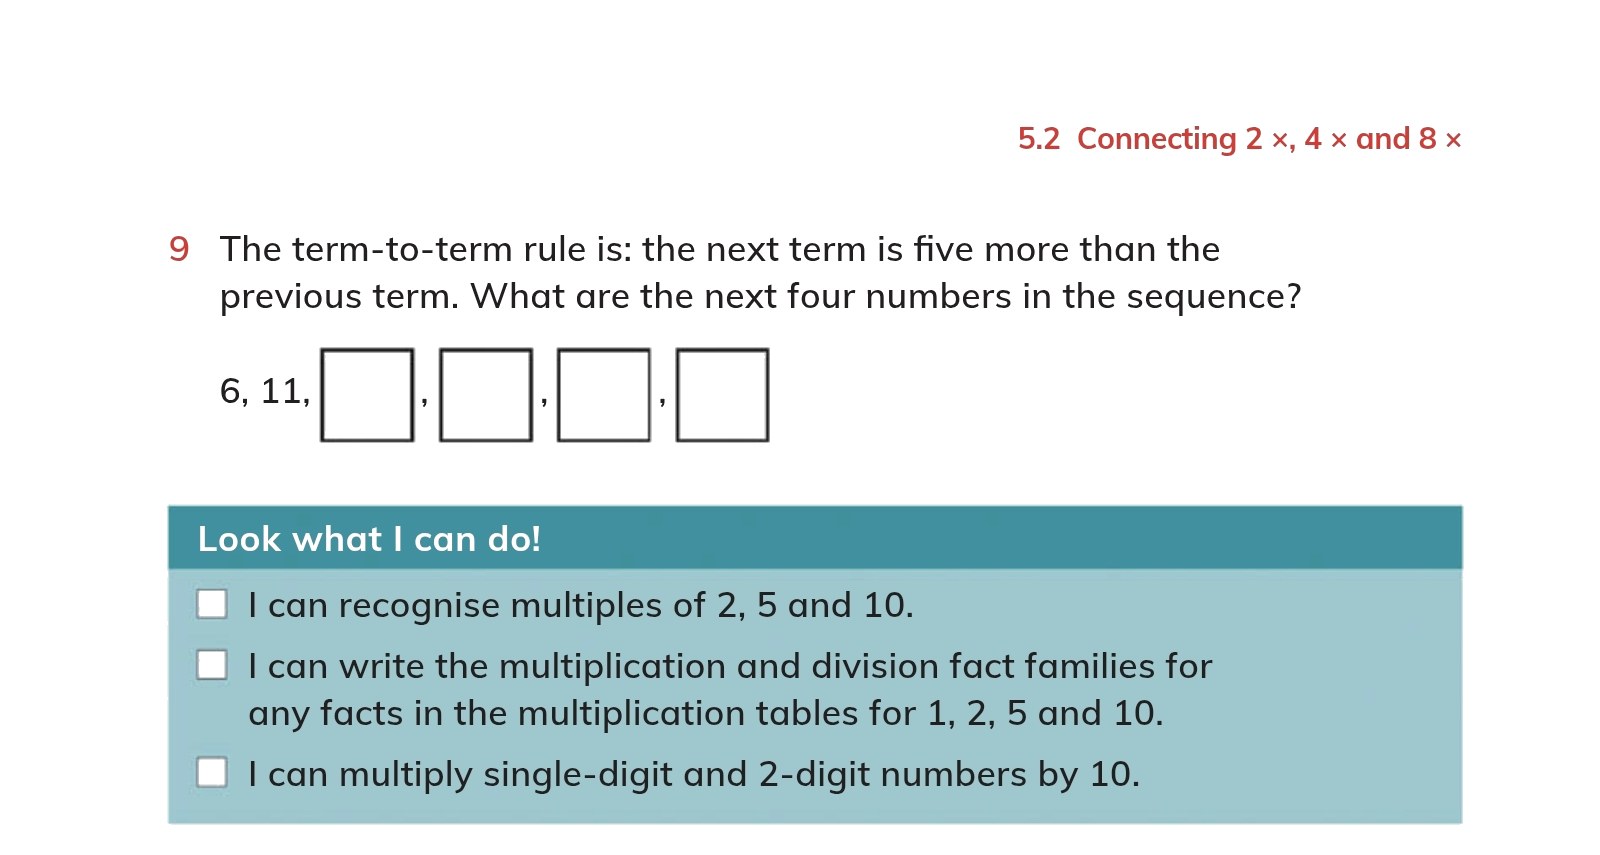 5.2 Connecting 2 ×, 4 × and 8 ×
9 The term-to-term rule is: the next term is five more than the
previous term. What are the next four numbers in the sequence?
6, 11, , , ,
Look what I can do!
I can recognise multiples of 2, 5 and 10.
I can write the multiplication and division fact families for
any facts in the multiplication tables for 1, 2, 5 and 10.
I can multiply single-digit and 2-digit numbers by 10.